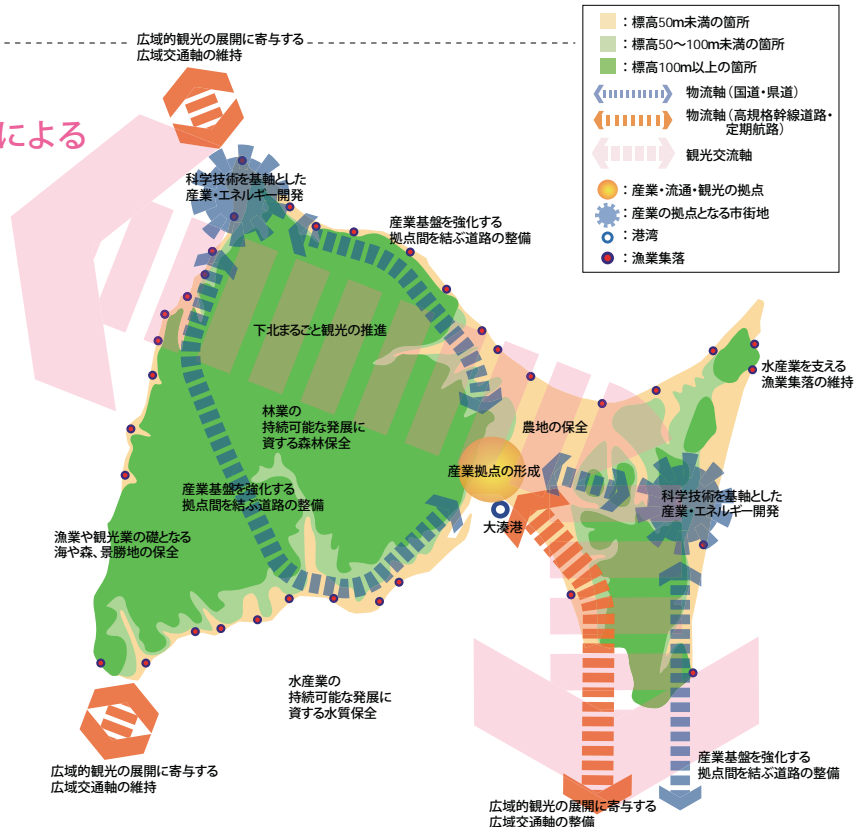 広域的観光の展開に寄与する
広域交通軸の維持
による
：標高50m未満の箇所
：標高50〜100m未満の箇所
：標高100m以上の箇所
物流軸（国道・県道）
物流軸（高規格幹線道路・
定期航路）
観光交流軸
：産業・流通・観光の拠点
：産業の拠点となる市街地
：港湾
：漁業集落
科学技術を基軸とした
産業・エネルギー開発
産業基盤を強化する
拠点間を結ぶ道路の整備
下北まるごと観光の推進
水産業を支える
漁業集落の維持
林業の
持続可能な発展に
資する森林保全
農地の保全
産業拠点の形成
産業基盤を強化する
拠点間を結ぶ道路の整備
科学技術を基軸とした
産業・エネルギー開発
大湊港
漁業や観光業の礎となる
海や森、景勝地の保全
水産業の
持続可能な発展に
資する水質保全
広域的観光の展開に寄与する
広域交通軸の維持
産業基盤を強化する
拠点間を結ぶ道路の整備
広域的観光の展開に寄与する
広域交通軸の整備